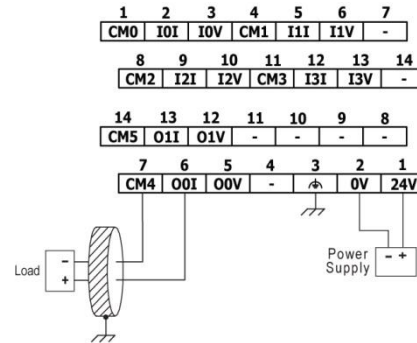 1 2 3 4 5 6 7
CM0 I0I I0V CM1 I1I I1V -
8 9 10 11 12 13 14
CM2 I2I I2V CM3 I3I I3V -
14 13 12 11 10 9 8
CM5 O1I O1V - - - -
7 6 5 4 3 2 1
CM4 O0I O0V - 0V 24V
Load - +
Power Supply - +